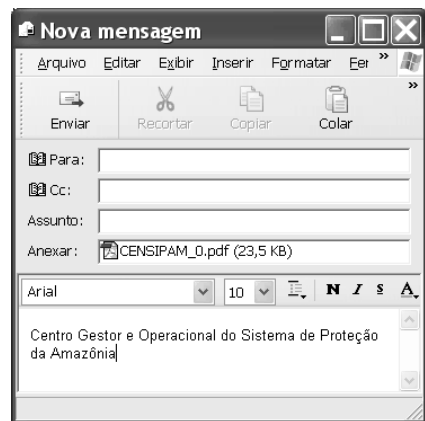 Nova mensagem
Arquivo Editar Exibir Inserir Formatar Fer »
Enviar Recortar Copiar Colar »
Para:
Cc:
Assunto:
Anexar: CENSIPAM_0.pdf (23,5 KB)
Arial 10 N I S A
Centro Gestor e Operacional do Sistema de Proteção
da Amazônia